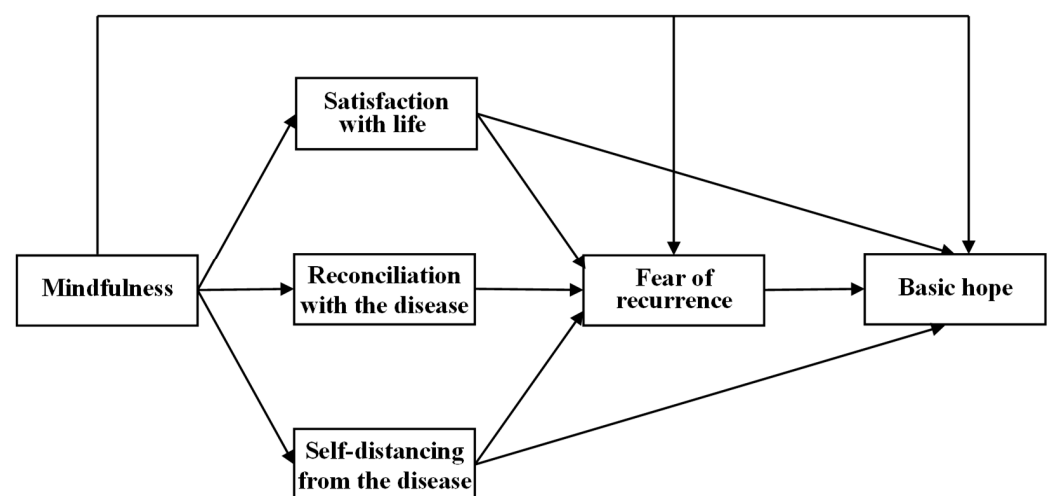 Satisfaction
with life
Mindfulness
Reconciliation
with the disease
Fear of
recurrence
Basic hope
Self-distancing
from the disease